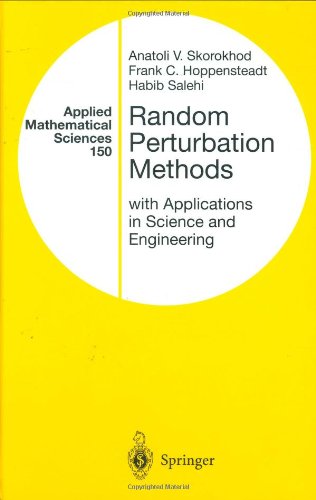 Anatoli V. Skorokhod
Frank C. Hoppensteadt
Habib Salehi
Applied
Mathematical
Sciences
150
Random
Perturbation
Methods
with Applications
in Science and
Engineering
Springer